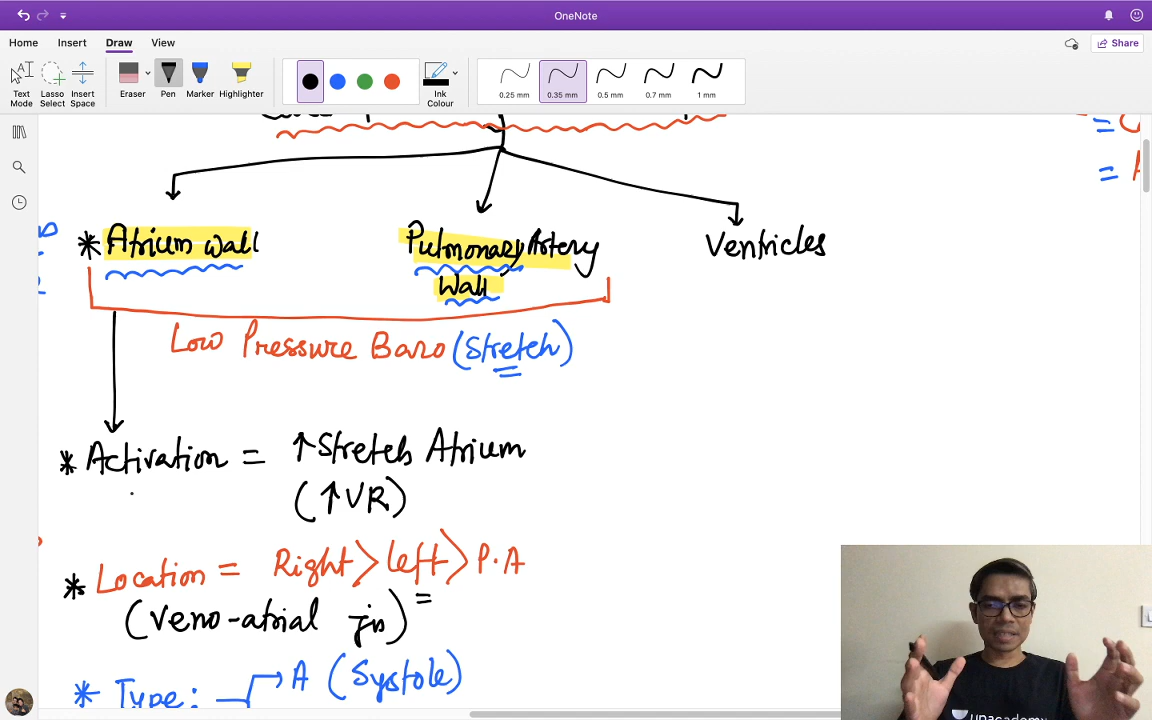 OneNote
Home Insert Draw View
Share
Text Mode
Lasso Select
Insert Space
Eraser
Pen
Marker
Highlighter
Ink Colour
0.25 mm
0.35 mm
0.5 mm
0.7 mm
1 mm
* Atrium wall
Pulmonary Artery
Wall
Ventricles
Low Pressure Baro (Stretch)
* Activation = ↑Stretch Atrium
(↑VR)
* Location = Right > left > P.A
(veno-atrial jn) =
* Type: → A (Systole)
unacademy